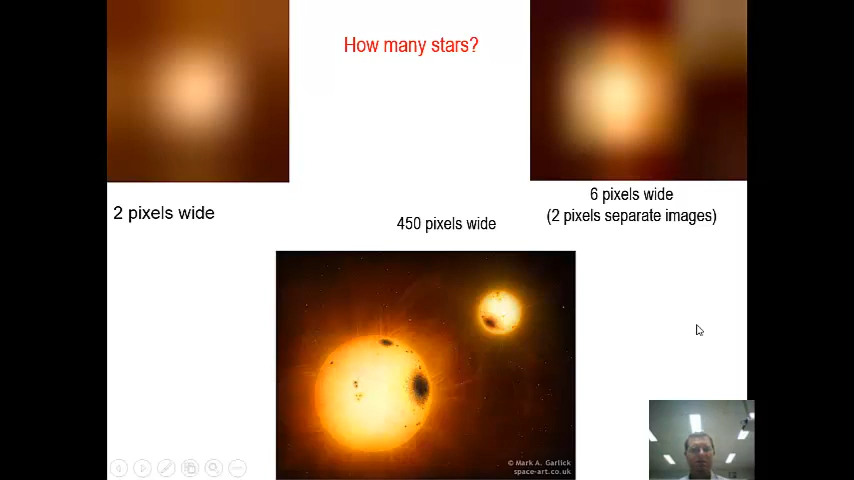 How many stars?
2 pixels wide
6 pixels wide
(2 pixels separate images)
450 pixels wide
© Mark A. Garlick
space-art.co.uk